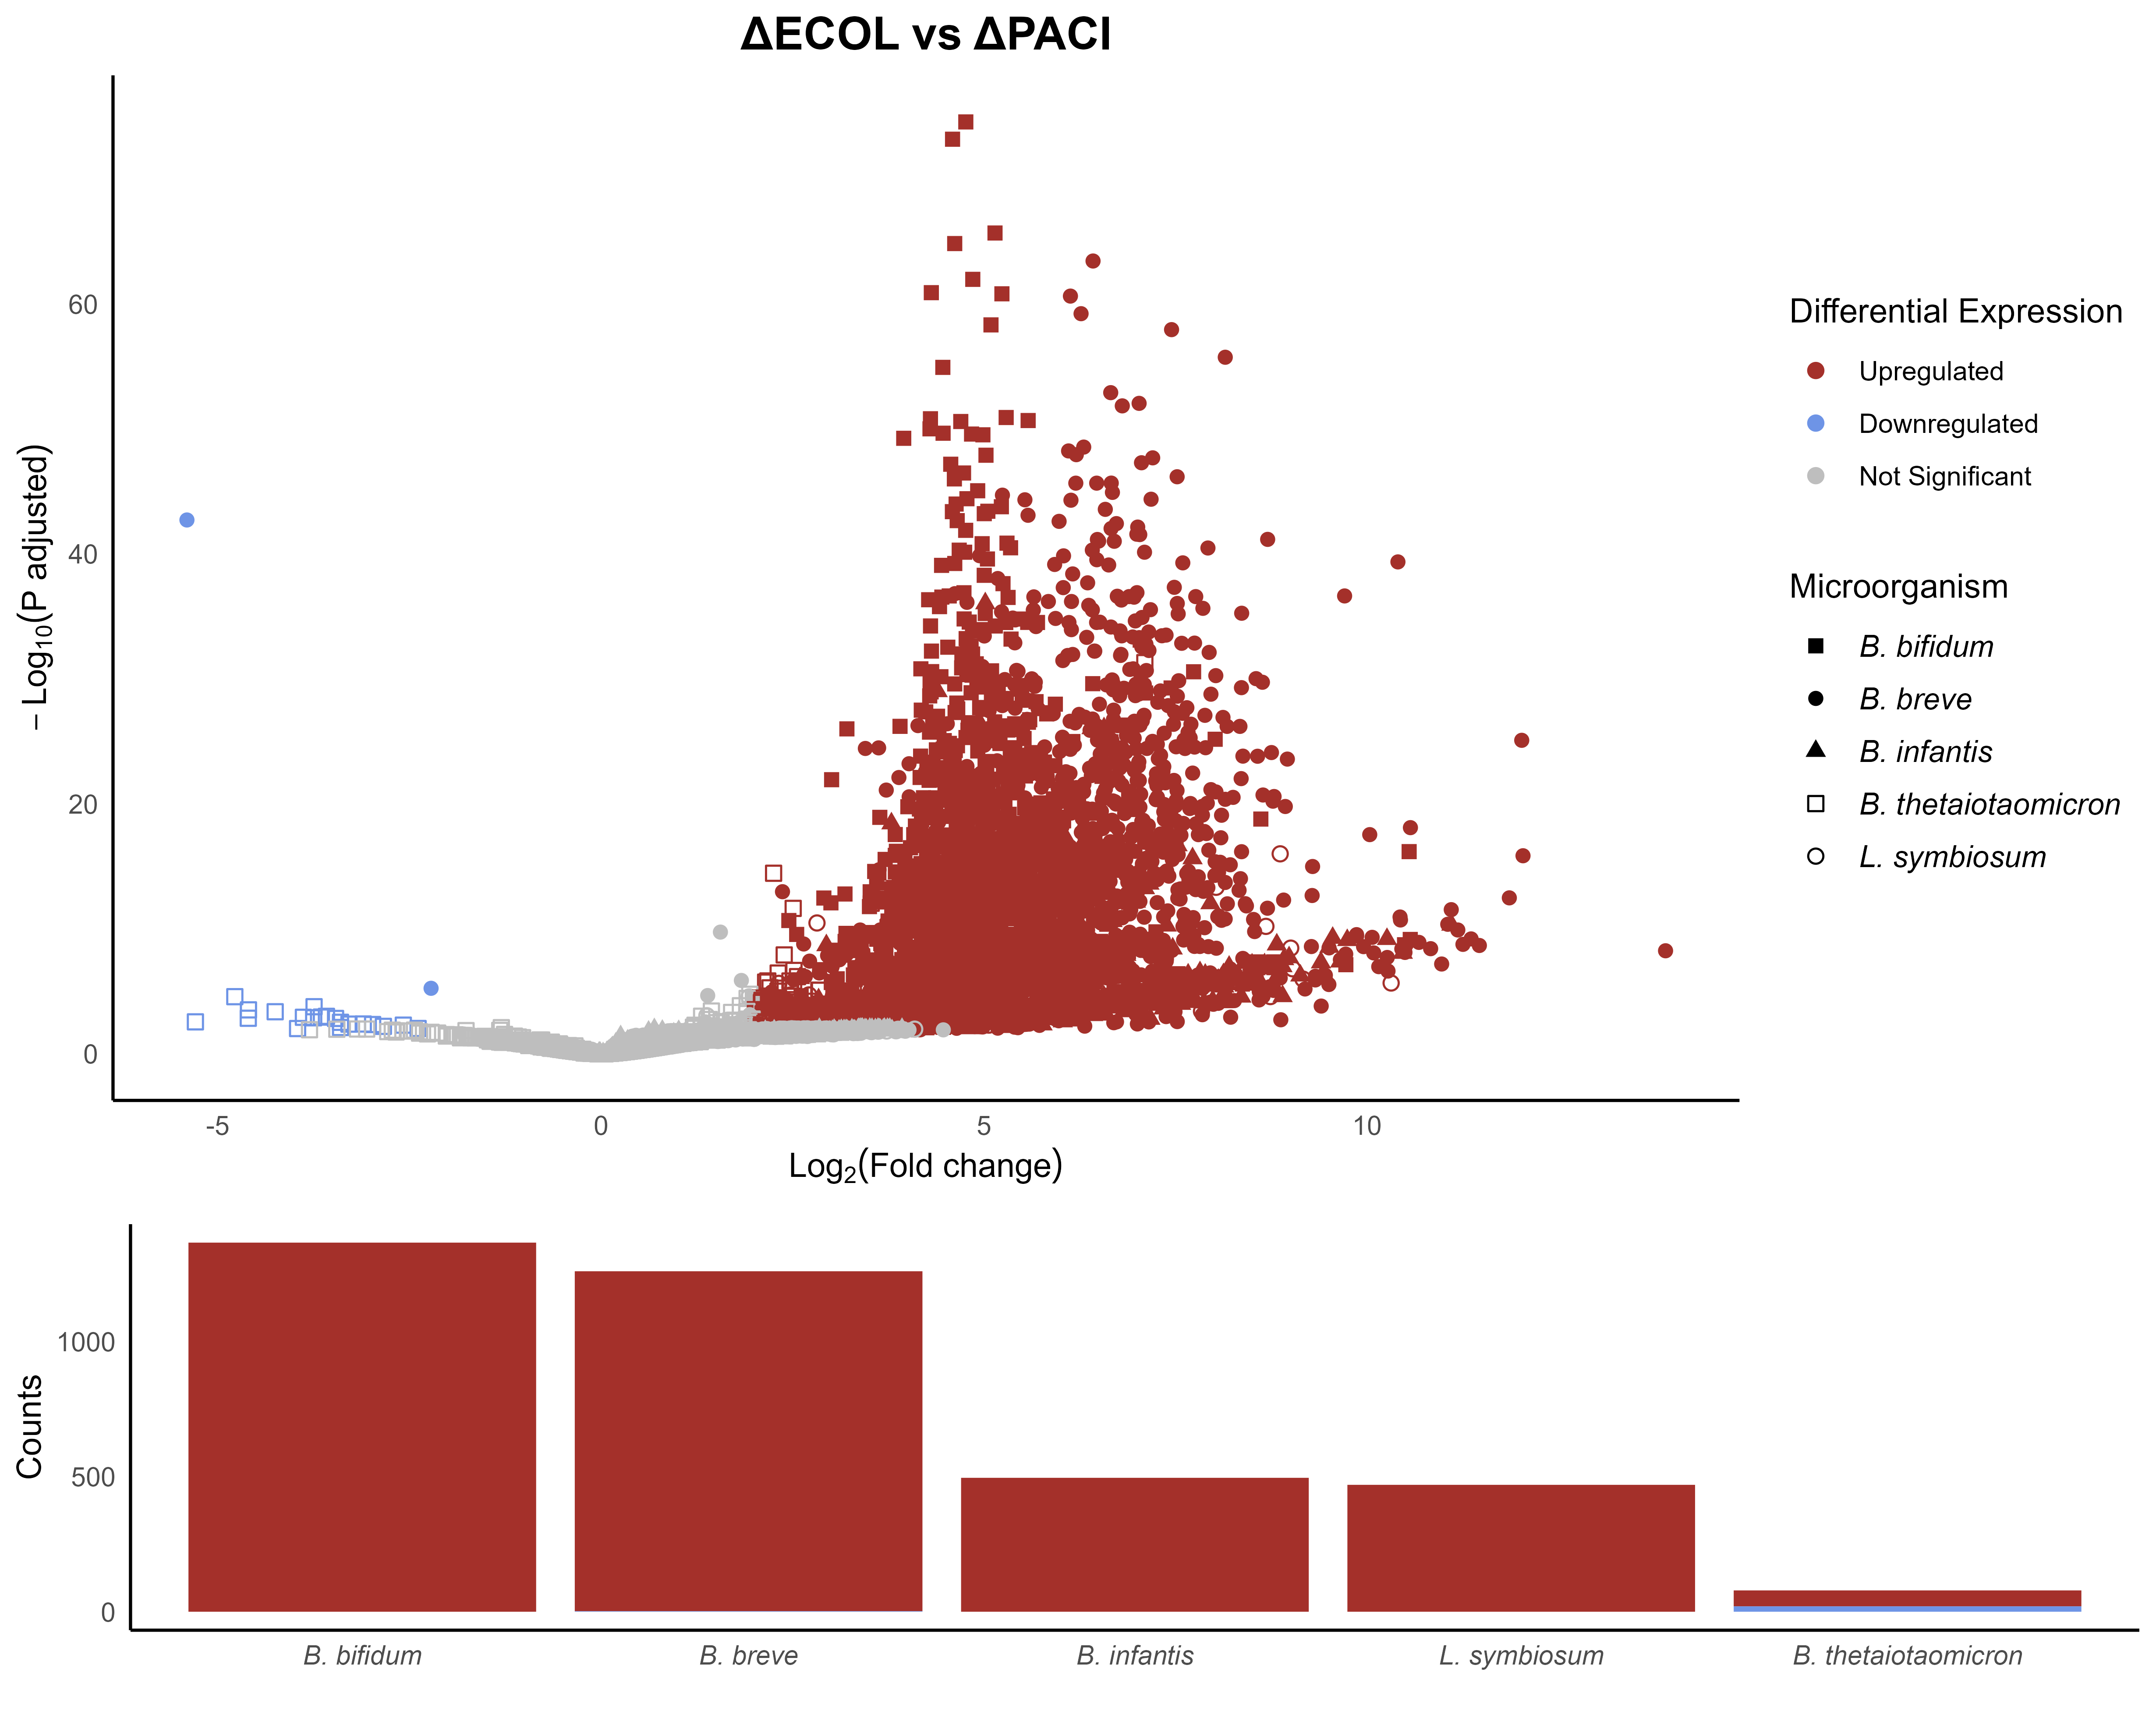 ΔECOL vs ΔPACI
60
40
20
0
− Log10(P adjusted)
-5
0
5
10
Log2(Fold change)
Differential Expression
Upregulated
Downregulated
Not Significant
Microorganism
B. bifidum
B. breve
B. infantis
B. thetaiotaomicron
L. symbiosum
1000
500
0
Counts
B. bifidum
B. breve
B. infantis
L. symbiosum
B. thetaiotaomicron